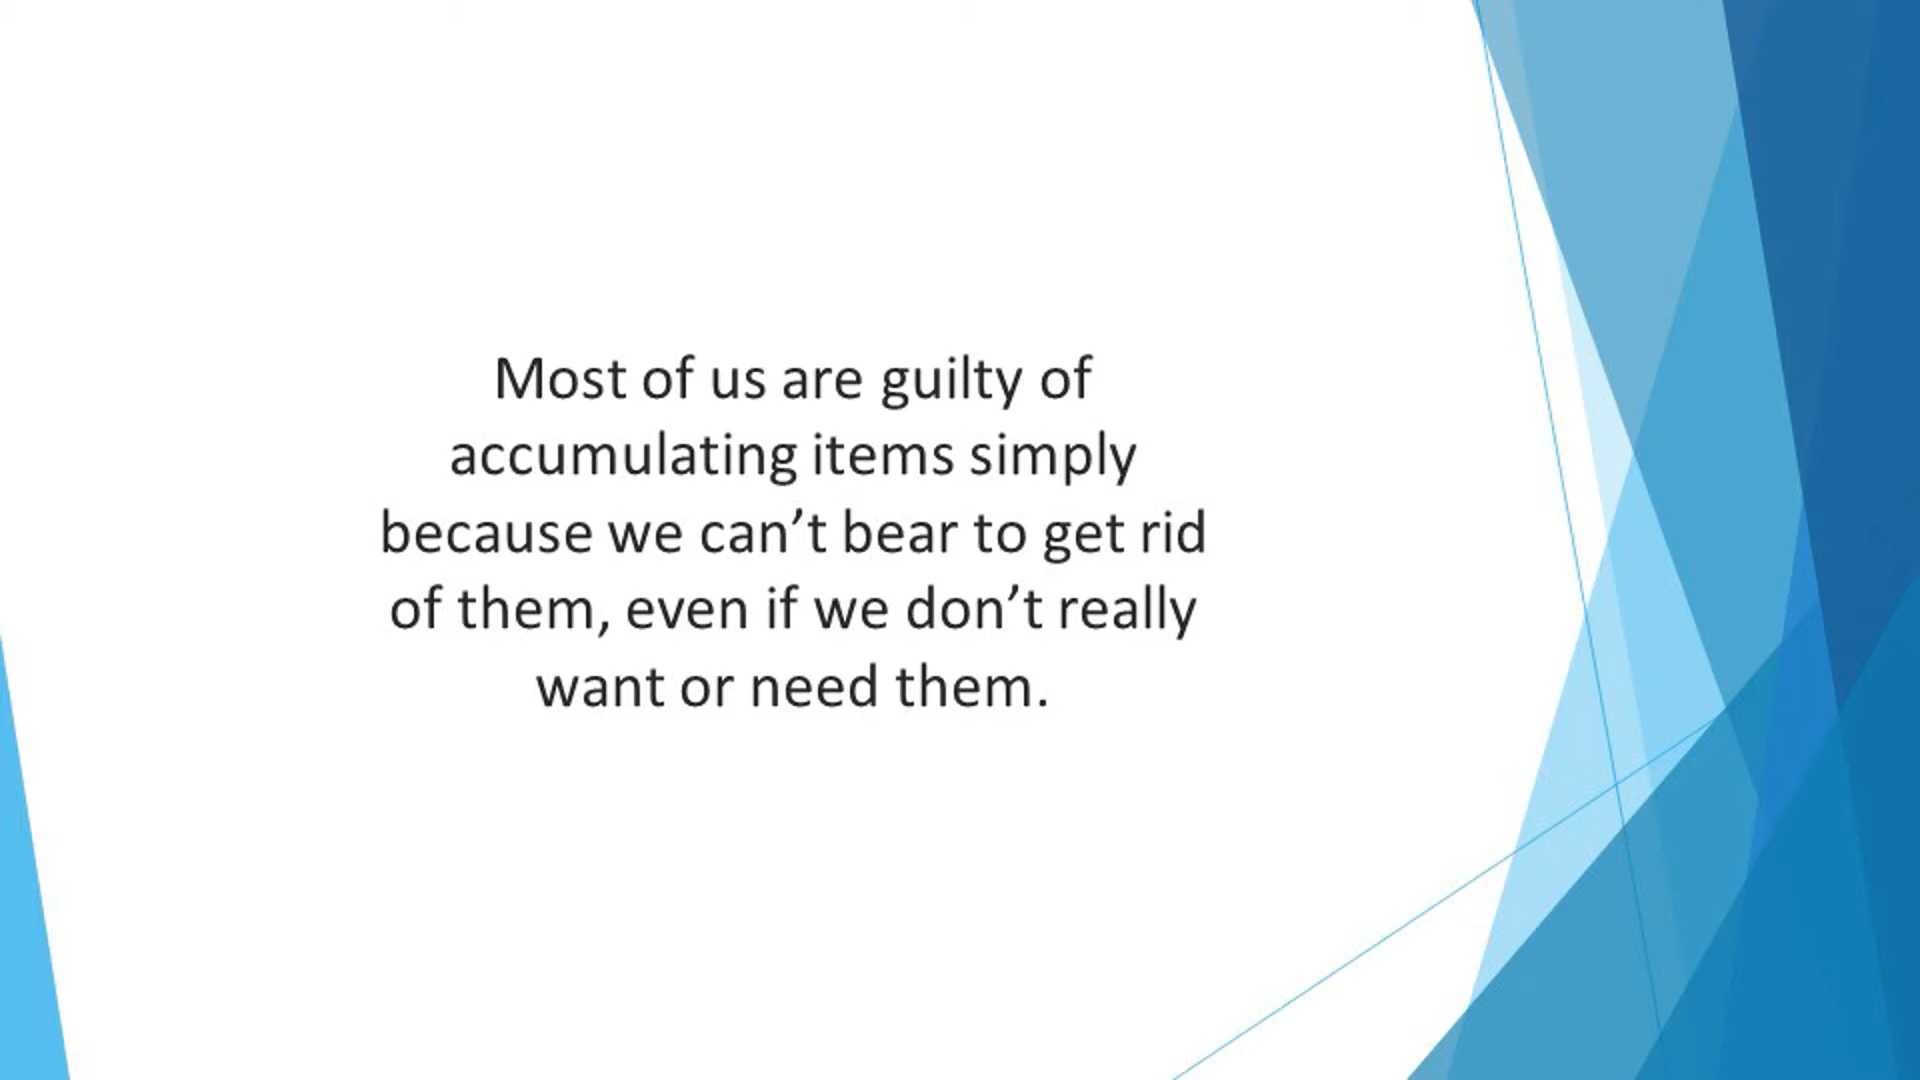 Most of us are guilty of
accumulating items simply
because we can’t bear to get rid
of them, even if we don’t really
want or need them.